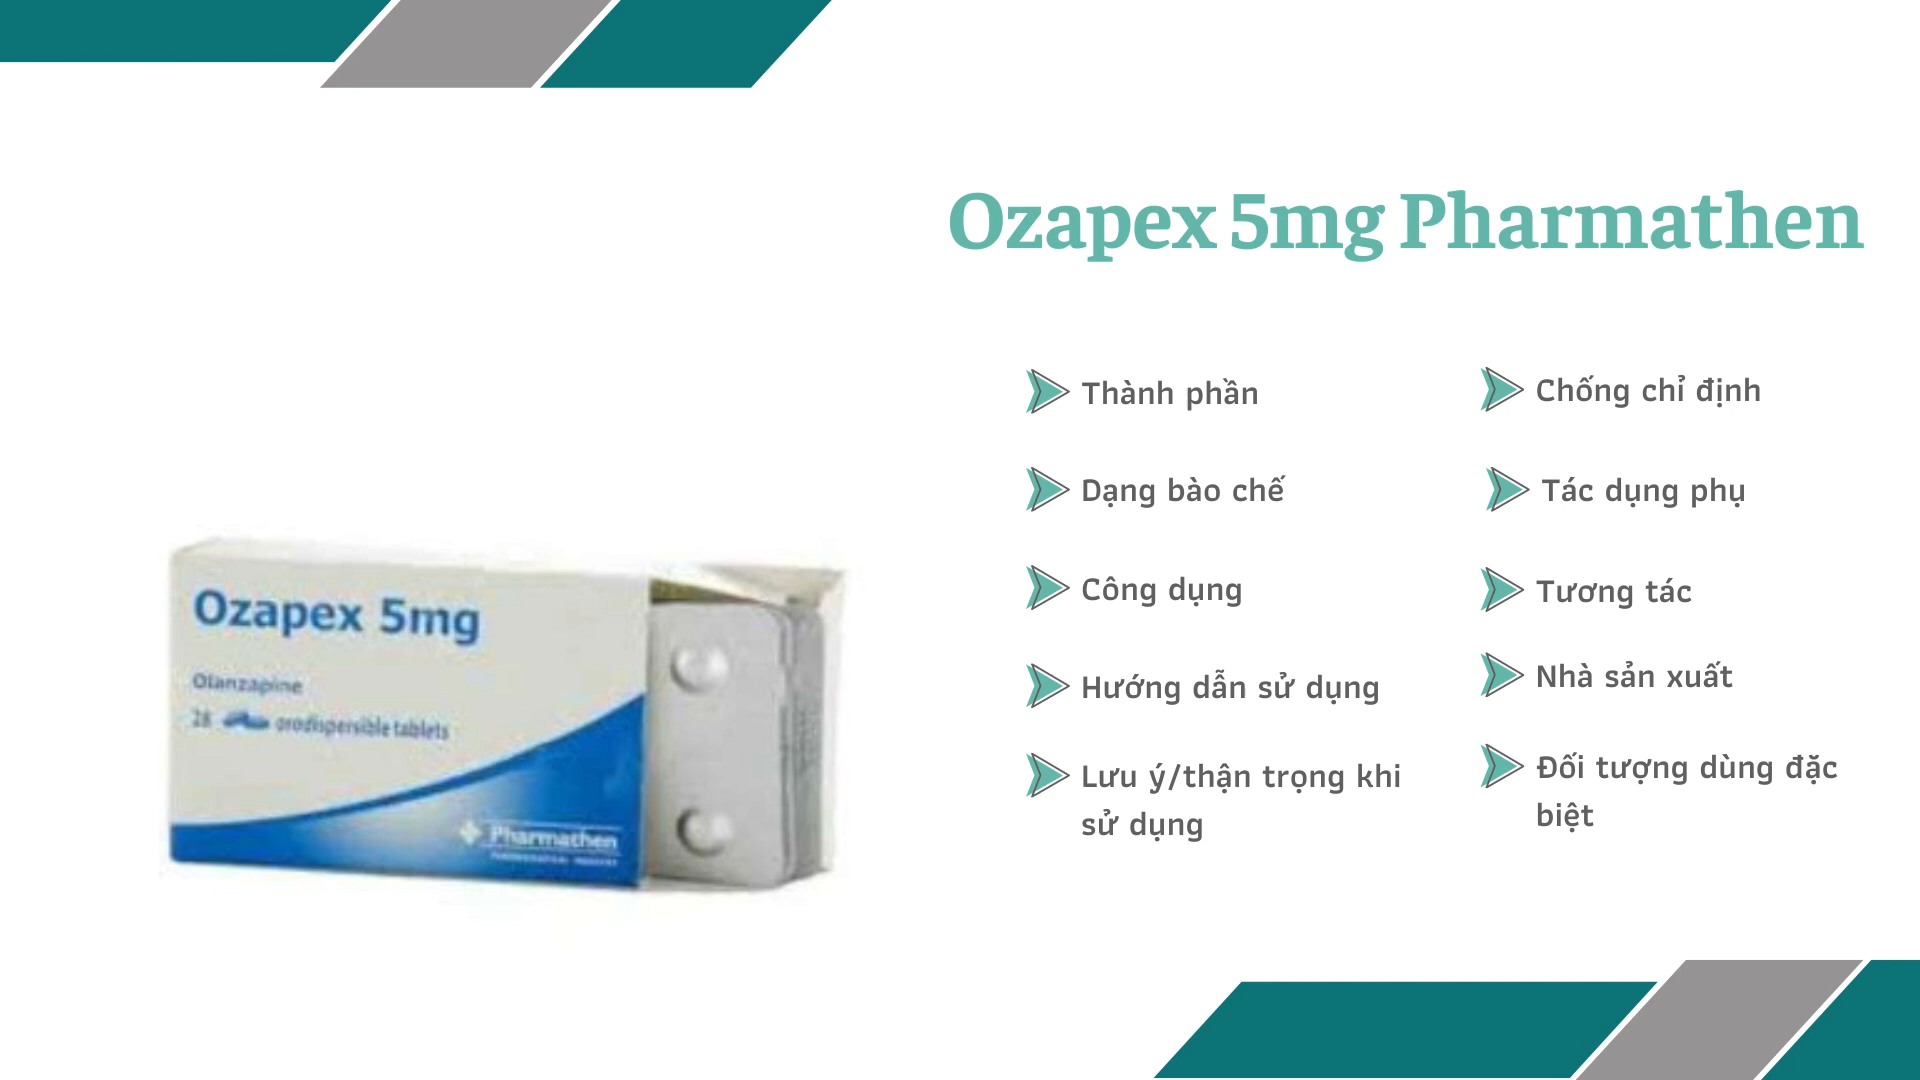 Ozapex 5mg Pharmathen
Thành phần
Dạng bào chế
Công dụng
Hướng dẫn sử dụng
Lưu ý/thận trọng khi
sử dụng
Chống chỉ định
Tác dụng phụ
Tương tác
Nhà sản xuất
Đối tượng dùng đặc
biệt
Ozapex 5mg
Olanzapine
28 orodispersible tablets
Pharmathen